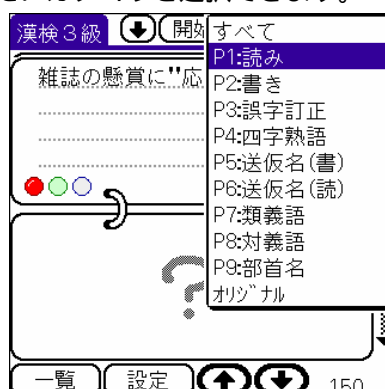 漢検3級
開始
すべて
P1:読み
雑誌の懸賞に"応
P2:書き
P3:誤字訂正
P4:四字熟語
P5:送仮名(書)
P6:送仮名(読)
P7:類義語
P8:対義語
P9:部首名
オリジナル
?
一覧
設定
150